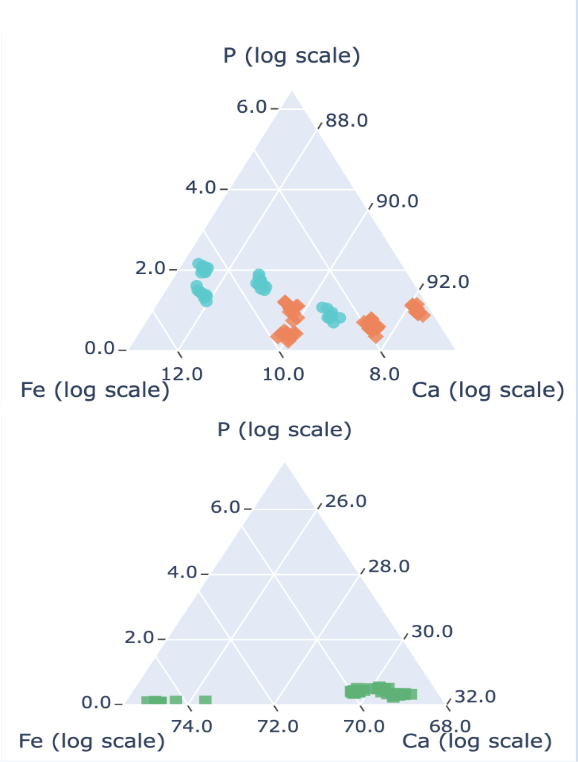 P (log scale)
6.0
88.0
4.0
90.0
2.0
92.0
0.0
12.0 10.0 8.0
Fe (log scale) Ca (log scale)
P (log scale)
6.0 26.0
4.0 28.0
2.0 30.0
0.0 32.0
74.0 72.0 70.0 68.0
Fe (log scale) Ca (log scale)